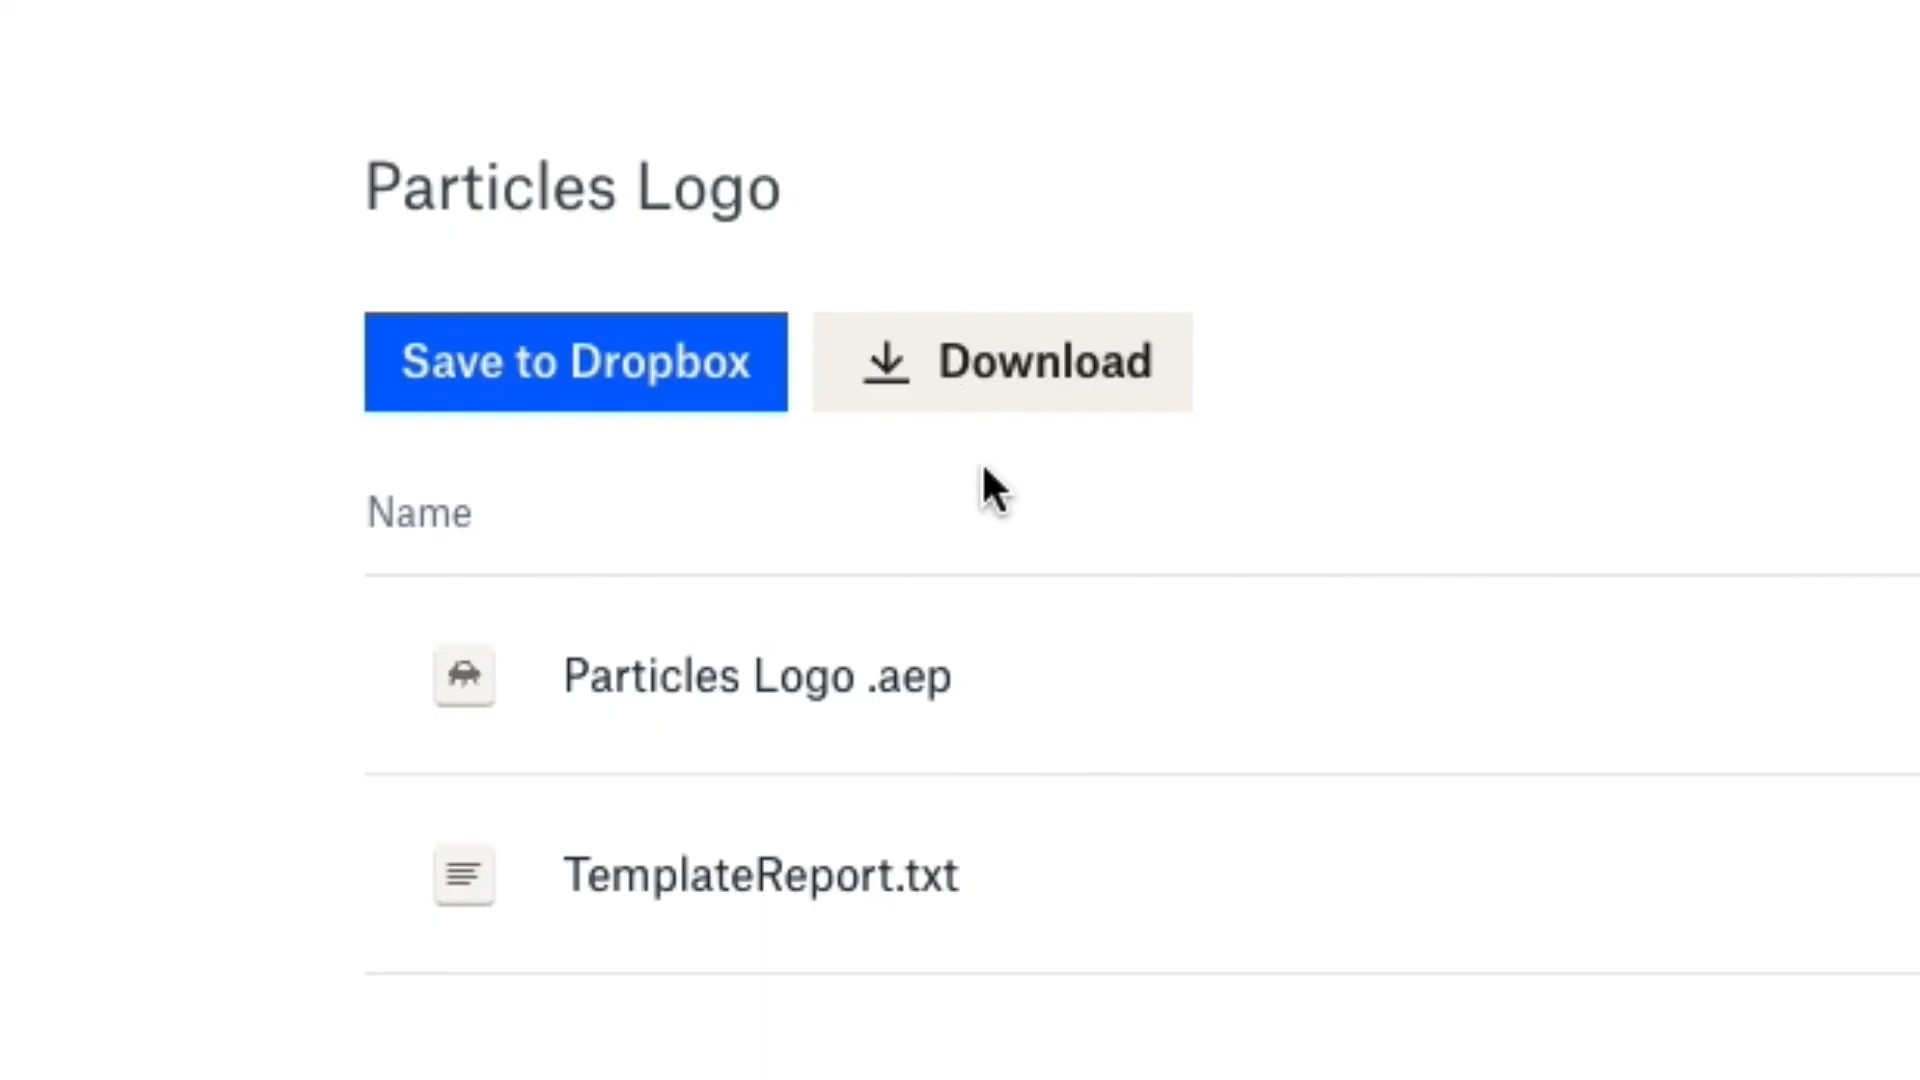 Particles Logo
Save to Dropbox
Download
Name
Particles Logo .aep
TemplateReport.txt